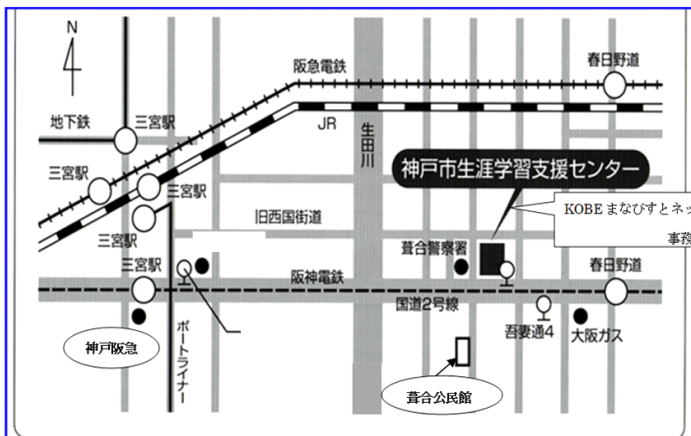 N
阪急電鉄
春日野道
地下鉄
三宮駅
JR
生田川
神戸市生涯学習支援センター
三宮駅
三宮駅
KOBEまなびすとネッ
三宮駅
旧西国街道
事務
葺合警察署
三宮駅
阪神電鉄
春日野道
国道2号線
ポートライナー
吾妻通4
大阪ガス
神戸阪急
葺合公民館